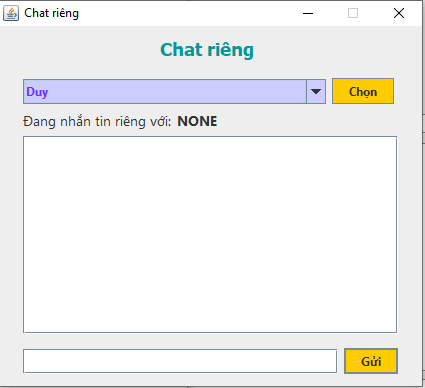 Chat riêng
Chat riêng
Duy
Chọn
Đang nhắn tin riêng với: NONE
Gửi